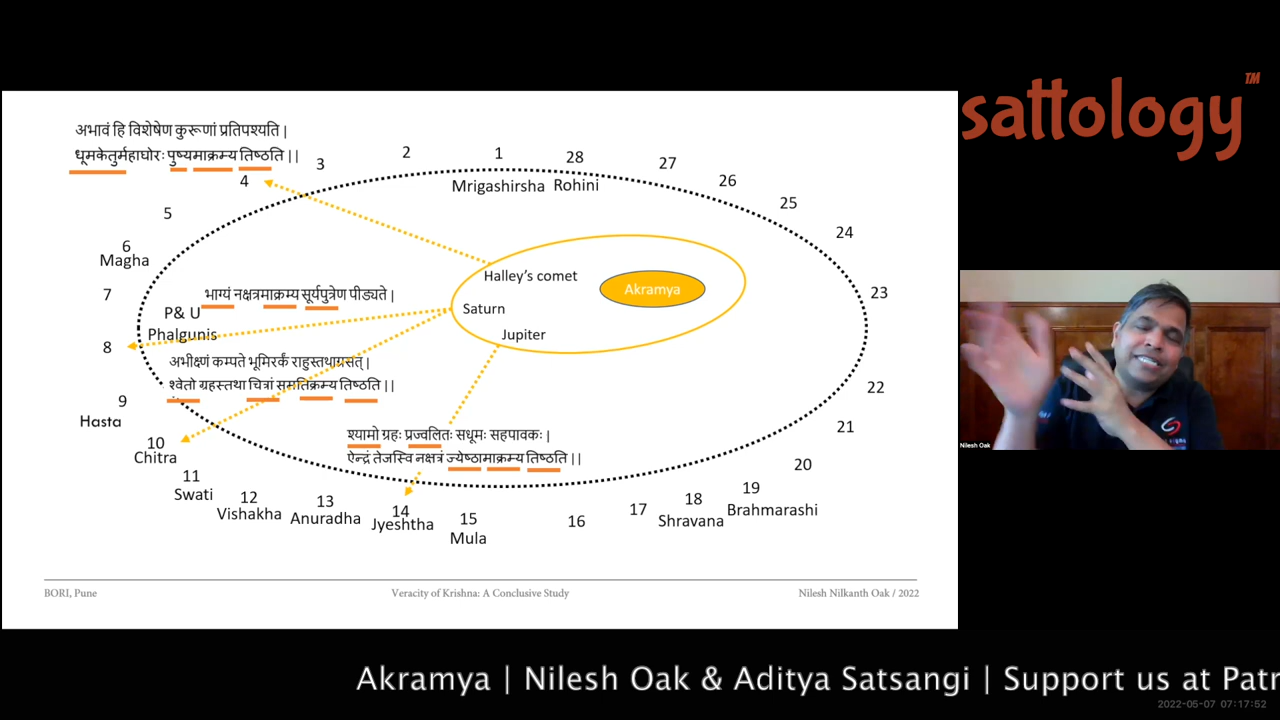 sattology™
अभावं हि विशेषेण कुरूणां प्रतिपश्यति |
धूमकेतुर्महाघोरः पुष्यमाक्रम्य तिष्ठति ||
1
2
3
4
5
6
Magha
7
P& U
Phalgunis
8
9
Hasta
10
Chitra
11
Swati
12
Vishakha
13
Anuradha
14
Jyeshtha
15
Mula
16
17
18
Shravana
19
Brahmarashi
20
21
22
23
24
25
26
27
28
Mrigashirsha Rohini
Halley's comet
Akramya
Saturn
Jupiter
भाग्यं नक्षत्रमाक्रम्य सूर्यपुत्रेण पीड्यते |
अभीक्ष्णं कम्पते भूमिरर्कं राहुस्तथाग्रसत् |
श्वेतो ग्रहस्तथा चित्रां समतिक्रम्य तिष्ठति ||
श्यामो ग्रहः प्रज्वलितः सधूमः सहपावकः |
ऐन्द्रं तेजस्वि नक्षत्रं ज्येष्ठामाक्रम्य तिष्ठति ||
BORI, Pune
Veracity of Krishna: A Conclusive Study
Nilesh Nilkanth Oak / 2022
Nilesh Oak
Akramya | Nilesh Oak & Aditya Satsangi | Support us at Patr
2022-05-07 07:17:52